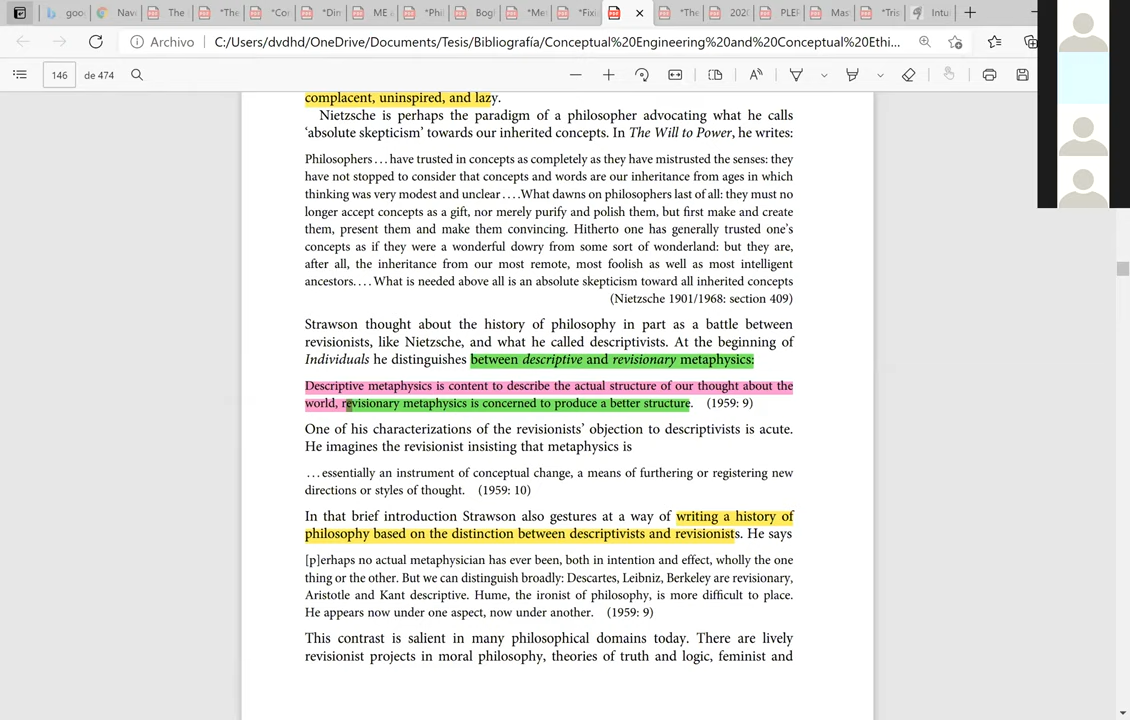 goo
Nav
The
*The
*Cor
*Din
ME
*Phi
Bog
*Me
*Fixi
*The
202
PLEF
Mas
*Tris
Intu
Archivo
C:/Users/dvdhd/OneDrive/Documents/Tesis/Bibliografía/Conceptual%20Engineering%20and%20Conceptual%20Ethi...
146
de 474
complacent, uninspired, and lazy.
Nietzsche is perhaps the paradigm of a philosopher advocating what he calls
‘absolute skepticism’ towards our inherited concepts. In The Will to Power, he writes:
Philosophers . . . have trusted in concepts as completely as they have mistrusted the senses: they
have not stopped to consider that concepts and words are our inheritance from ages in which
thinking was very modest and unclear . . . . What dawns on philosophers last of all: they must no
longer accept concepts as a gift, nor merely purify and polish them, but first make and create
them, present them and make them convincing. Hitherto one has generally trusted one’s
concepts as if they were a wonderful dowry from some sort of wonderland: but they are,
after all, the inheritance from our most remote, most foolish as well as most intelligent
ancestors. . . . What is needed above all is an absolute skepticism toward all inherited concepts
(Nietzsche 1901/1968: section 409)
Strawson thought about the history of philosophy in part as a battle between
revisionists, like Nietzsche, and what he called descriptivists. At the beginning of
Individuals he distinguishes between descriptive and revisionary metaphysics:
Descriptive metaphysics is content to describe the actual structure of our thought about the
world, revisionary metaphysics is concerned to produce a better structure. (1959: 9)
One of his characterizations of the revisionists’ objection to descriptivists is acute.
He imagines the revisionist insisting that metaphysics is
. . . essentially an instrument of conceptual change, a means of furthering or registering new
directions or styles of thought. (1959: 10)
In that brief introduction Strawson also gestures at a way of writing a history of
philosophy based on the distinction between descriptivists and revisionists. He says
[p]erhaps no actual metaphysician has ever been, both in intention and effect, wholly the one
thing or the other. But we can distinguish broadly: Descartes, Leibniz, Berkeley are revisionary,
Aristotle and Kant descriptive. Hume, the ironist of philosophy, is more difficult to place.
He appears now under one aspect, now under another. (1959: 9)
This contrast is salient in many philosophical domains today. There are lively
revisionist projects in moral philosophy, theories of truth and logic, feminist and